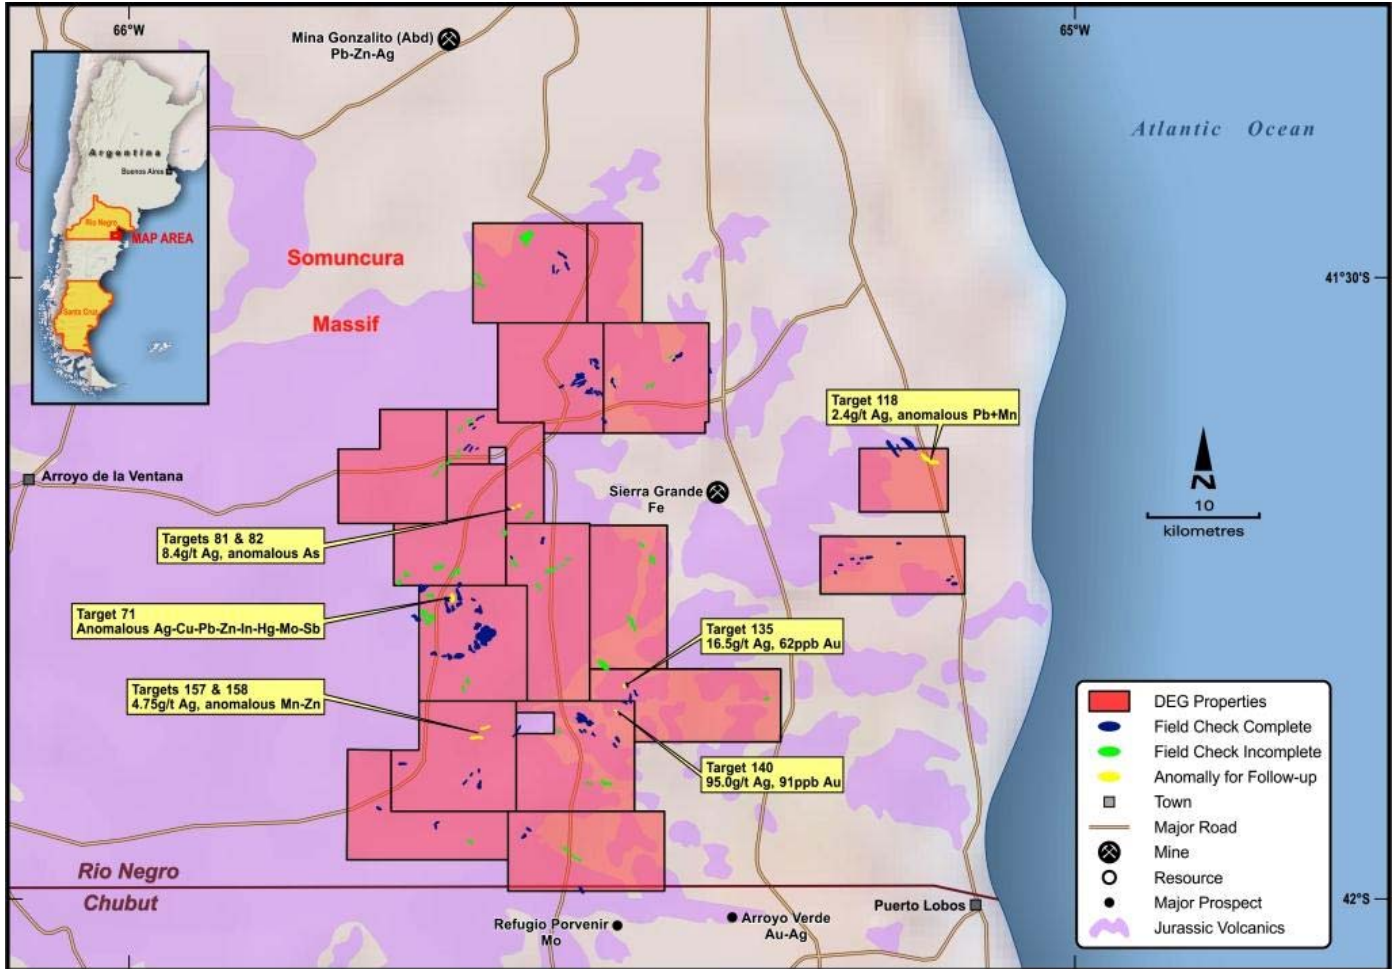 66°W
65°W
Mina Gonzalito (Abd)
Pb-Zn-Ag
Atlantic Ocean
Argentina
Buenos Aires
Rio Negro
MAP AREA
Santa Cruz
Somuncura
Massif
41°30'S
Target 118
2.4g/t Ag, anomalous Pb+Mn
Arroyo de la Ventana
Sierra Grande
Fe
N
10
kilometres
Targets 81 & 82
8.4g/t Ag, anomalous As
Target 71
Anomalous Ag-Cu-Pb-Zn-In-Hg-Mo-Sb
Target 135
16.5g/t Ag, 62ppb Au
Targets 157 & 158
4.75g/t Ag, anomalous Mn-Zn
Target 140
95.0g/t Ag, 91ppb Au
DEG Properties
Field Check Complete
Field Check Incomplete
Anomally for Follow-up
Town
Major Road
Mine
Resource
Major Prospect
Jurassic Volcanics
Rio Negro
Chubut
Puerto Lobos
42°S
Refugio Porvenir
Mo
Arroyo Verde
Au-Ag